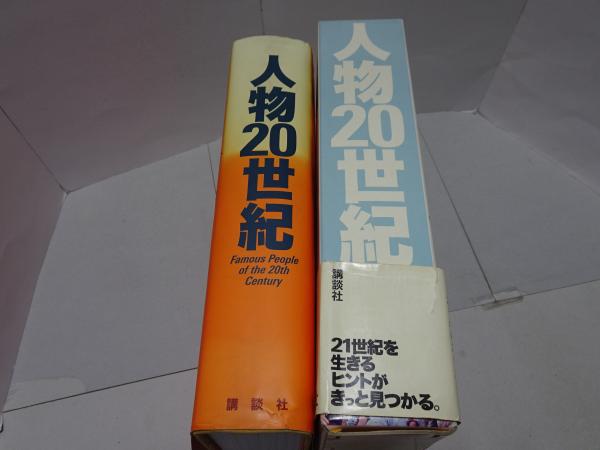 人物20世紀
Famous People
of the 20th
Century
講談社
人物20世紀
講談社
21世紀を
生きる
ヒントが
きっと見つかる。